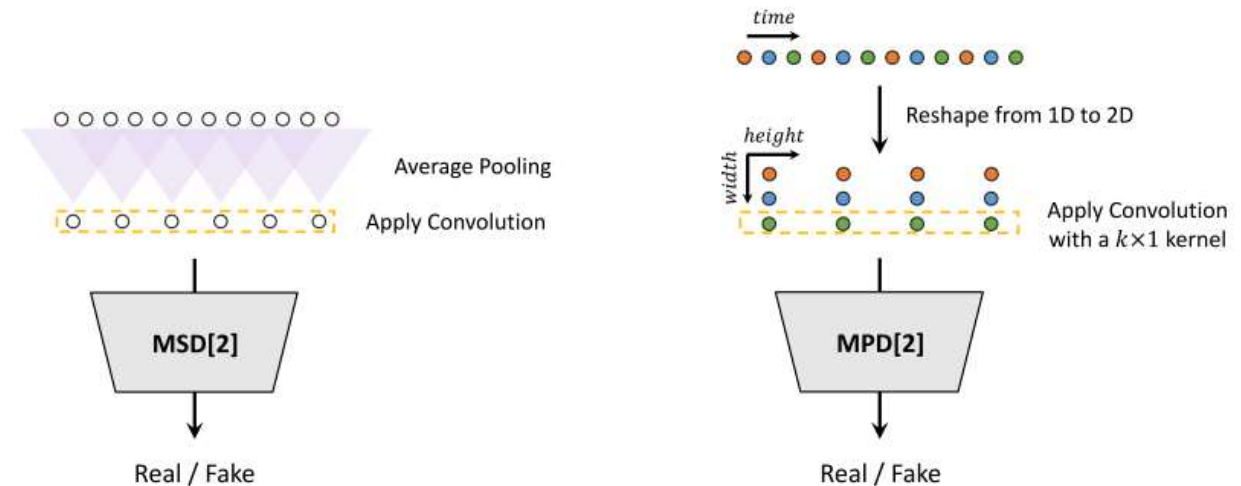 Average Pooling
Apply Convolution
MSD[2]
Real / Fake
time
Reshape from 1D to 2D
height
width
Apply Convolution
with a k×1 kernel
MPD[2]
Real / Fake